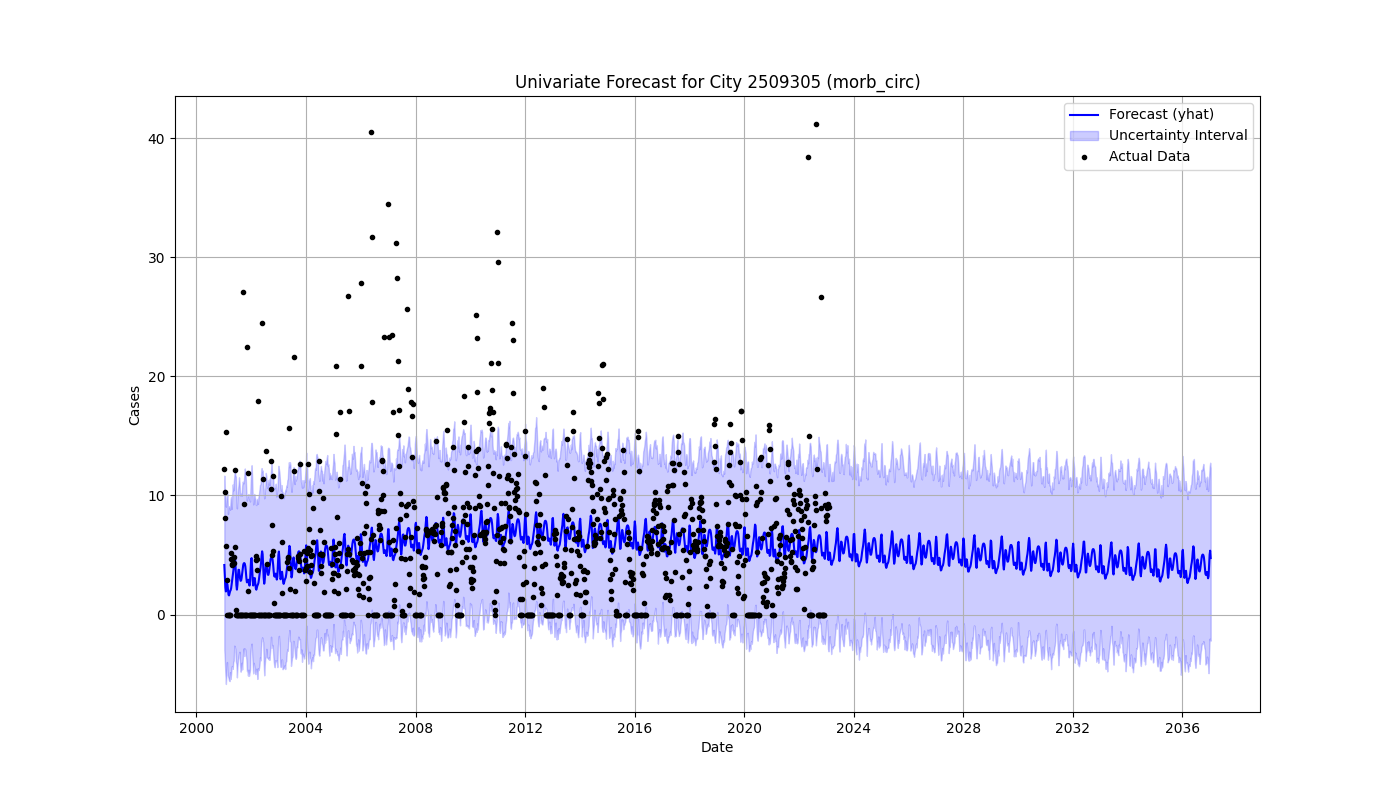 Univariate Forecast for City 2509305 (morb_circ)
Forecast (yhat)
Uncertainty Interval
Actual Data
Cases
40
30
20
10
0
2000 2004 2008 2012 2016 2020 2024 2028 2032 2036
Date